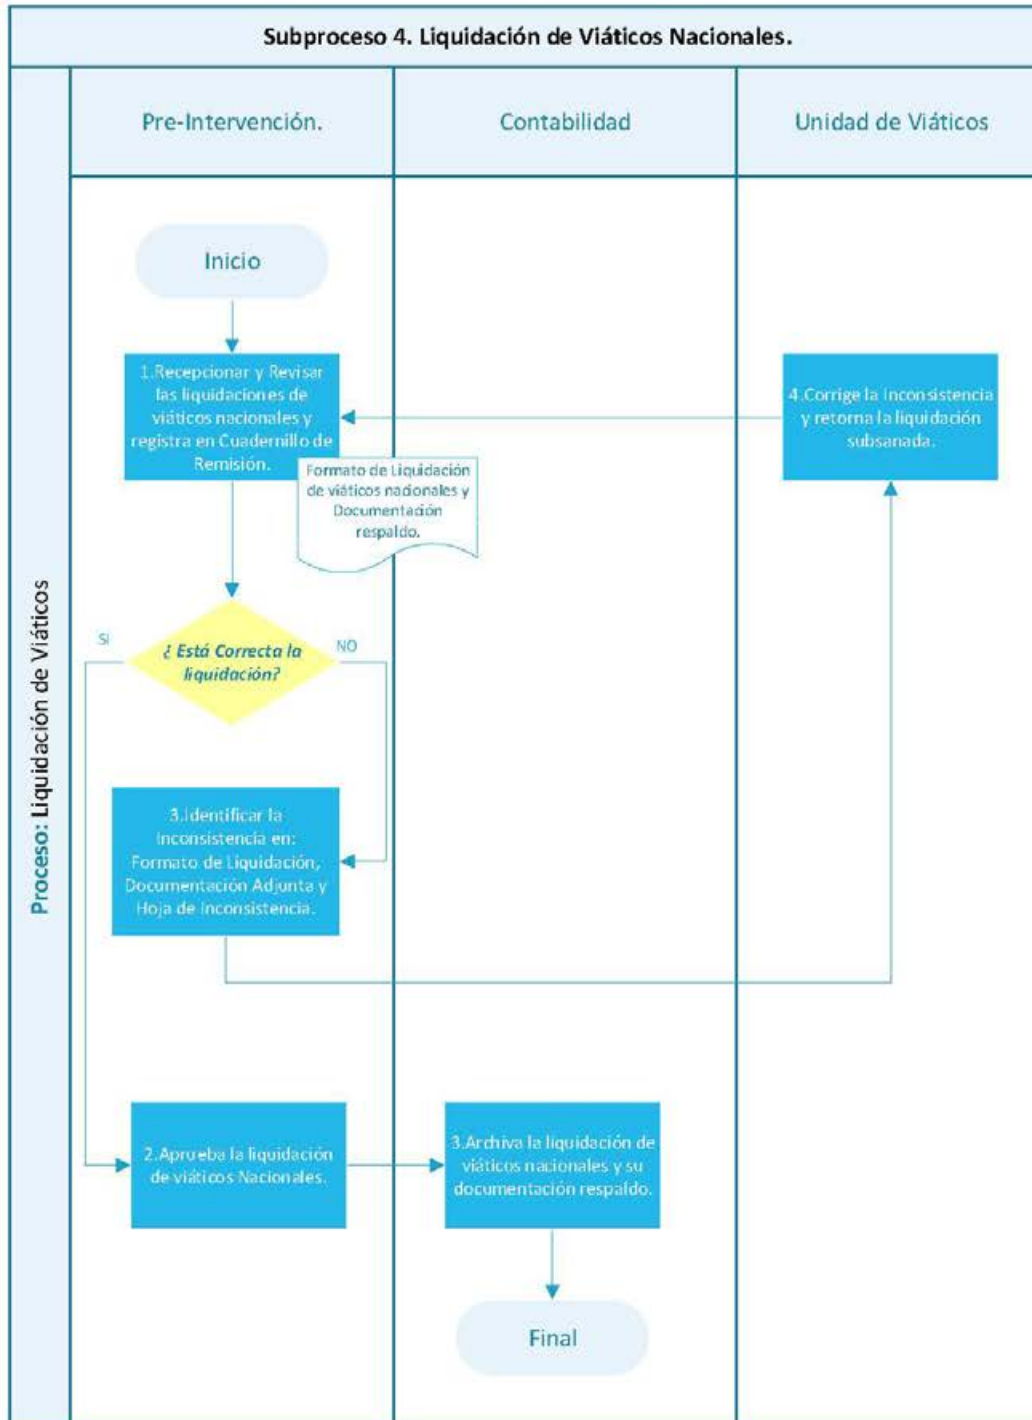 Subproceso 4. Liquidación de Viáticos Nacionales.
Proceso: Liquidación de Viáticos
Pre-Intervención.
Contabilidad
Unidad de Viáticos
Inicio
1.Recepcionar y Revisar
las liquidaciones de
viáticos nacionales y
registra en Cuadernillo de
Remisión.
Formato de Liquidación
de viáticos nacionales y
Documentación
respaldo.
4.Corrige la Inconsistencia
y retorna la liquidación
subsanada.
¿ Está Correcta la
liquidación?
SI
NO
3.Identificar la
Inconsistencia en:
Formato de Liquidación,
Documentación Adjunta y
Hoja de Inconsistencia.
2.Aprueba la liquidación
de viáticos Nacionales.
3.Archiva la liquidación de
viáticos nacionales y su
documentación respaldo.
Final